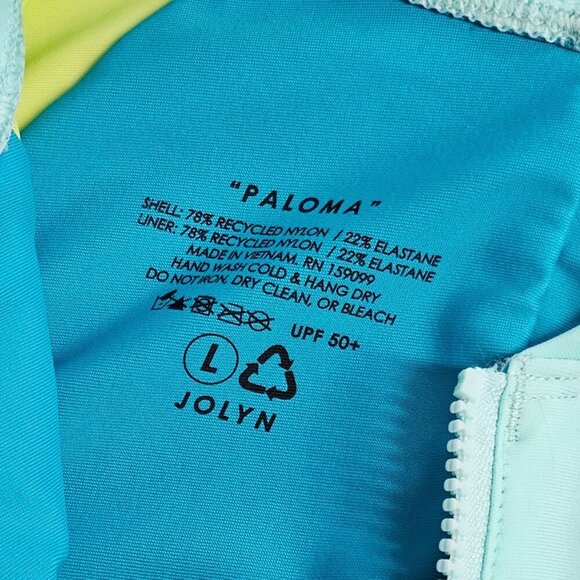 "PALOMA"
SHELL: 78% RECYCLED NYLON / 22% ELASTANE
LINER: 78% RECYCLED NYLON / 22% ELASTANE
MADE IN VIETNAM. RN 159099
HAND WASH COLD & HANG DRY
DO NOT IRON, DRY CLEAN, OR BLEACH
UPF 50+
L
JOLYN